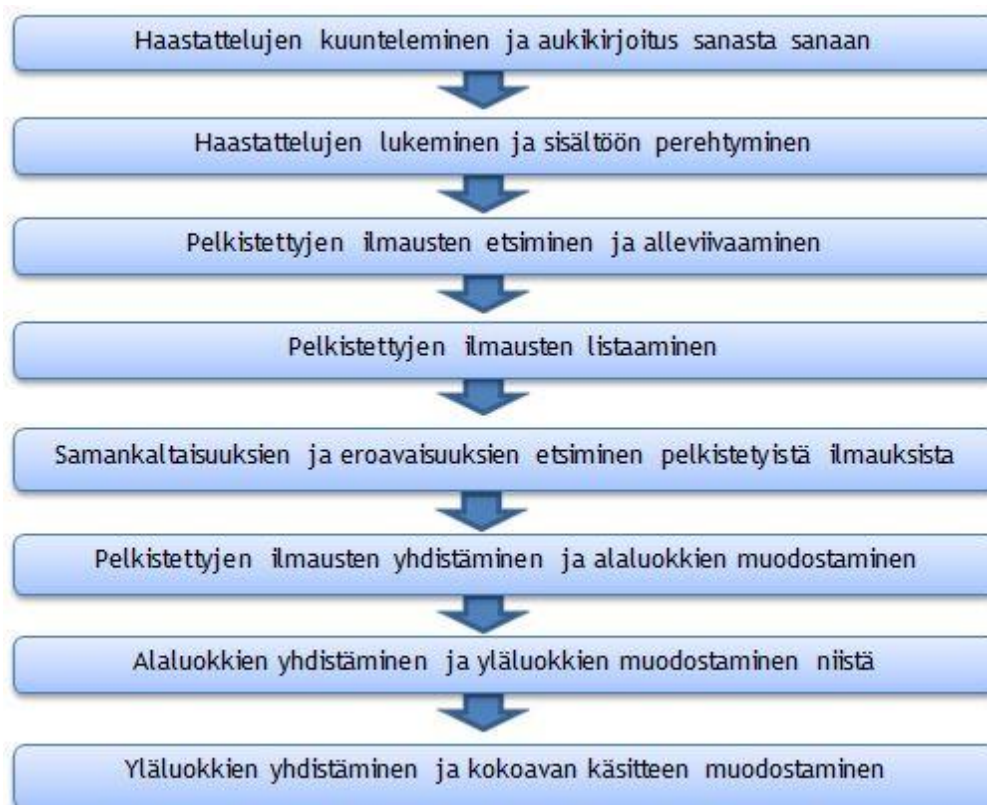 Haastattelujen kuunteleminen ja aukikirjoitus sanasta sanaan
Haastattelujen lukeminen ja sisältöön perehtyminen
Pelkistettyjen ilmausten etsiminen ja alleviivaaminen
Pelkistettyjen ilmausten listaaminen
Samankaltaisuuksien ja eroavaisuuksien etsiminen pelkistetyistä ilmauksista
Pelkistettyjen ilmausten yhdistäminen ja alaluokkien muodostaminen
Alaluokkien yhdistäminen ja yläluokkien muodostaminen niistä
Yläluokkien yhdistäminen ja kokoavan käsitteen muodostaminen